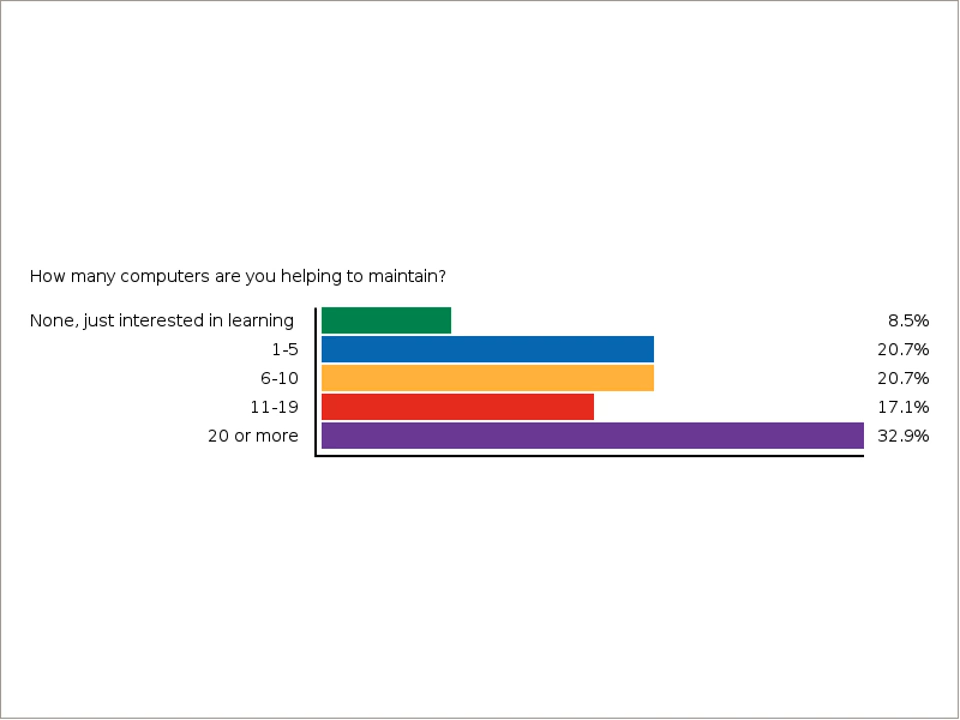 How many computers are you helping to maintain?
None, just interested in learning 8.5%
1-5 20.7%
6-10 20.7%
11-19 17.1%
20 or more 32.9%